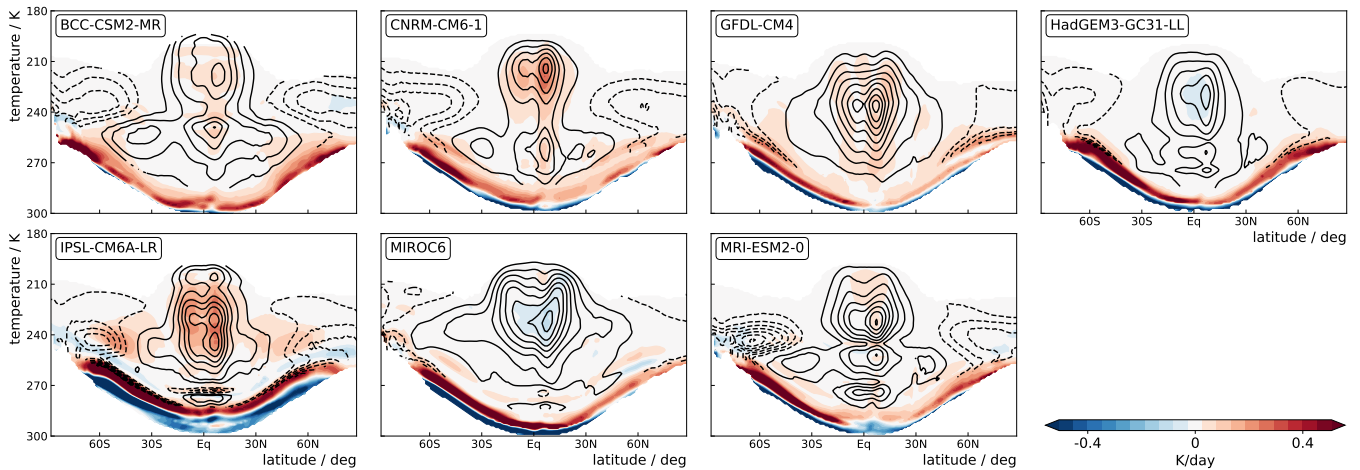 BCC-CSM2-MR
CNRM-CM6-1
GFDL-CM4
HadGEM3-GC31-LL
temperature / K
180
210
240
270
300
60S 30S Eq 30N 60N
latitude / deg
IPSL-CM6A-LR
MIROC6
MRI-ESM2-0
temperature / K
180
210
240
270
300
60S 30S Eq 30N 60N
latitude / deg
60S 30S Eq 30N 60N
latitude / deg
60S 30S Eq 30N 60N
latitude / deg
-0.4 0 0.4
K/day